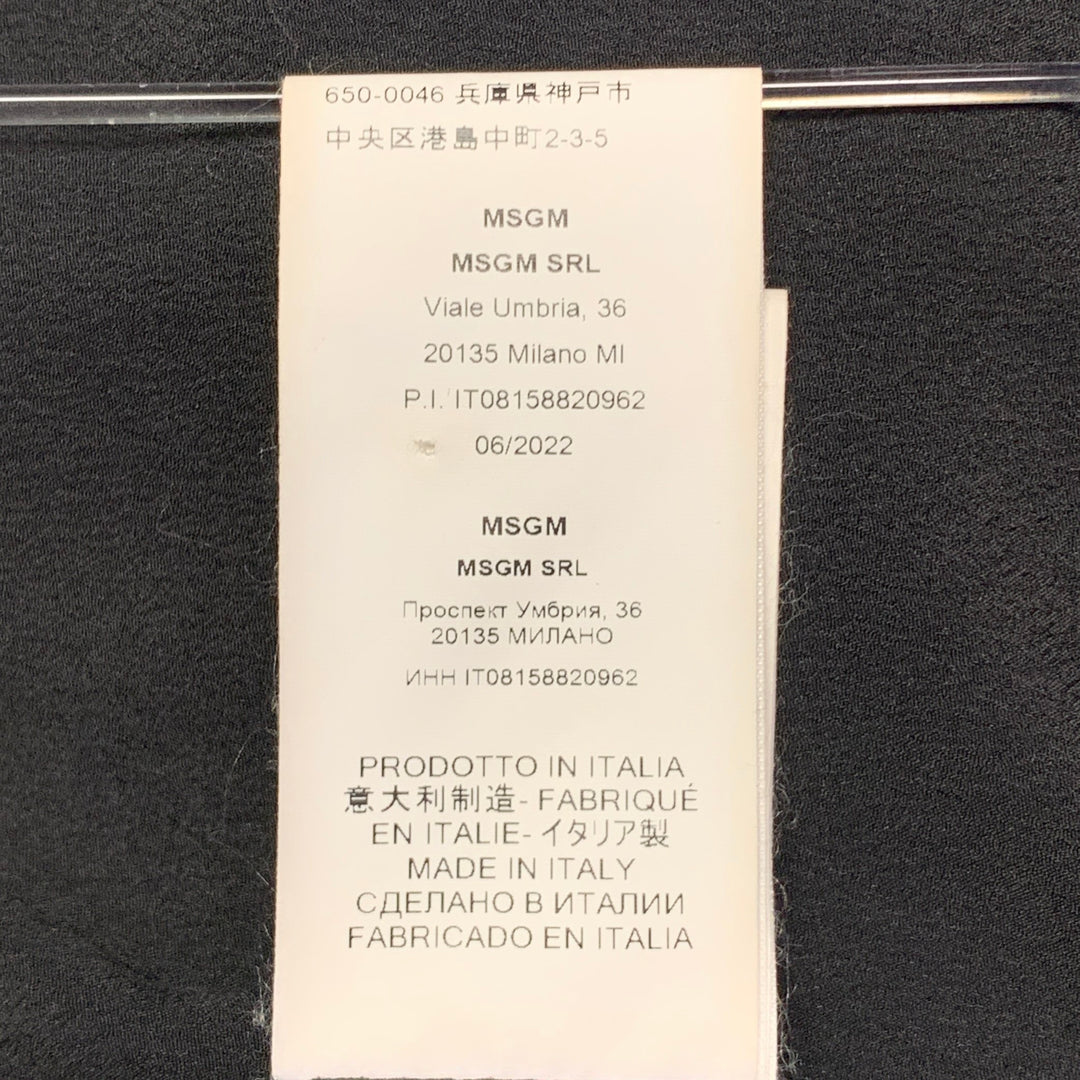 650-0046 兵庫県神戸市
中央区港島中町2-3-5
MSGM
MSGM SRL
Viale Umbria, 36
20135 Milano MI
P.I. IT08158820962
06/2022
MSGM
MSGM SRL
Проспект Умбрия, 36
20135 МИЛАНО
ИНН IT08158820962
PRODOTTO IN ITALIA
意大利制造- FABRIQUÉ
EN ITALIE- イタリア製
MADE IN ITALY
СДЕЛАНО В ИТАЛИИ
FABRICADO EN ITALIA